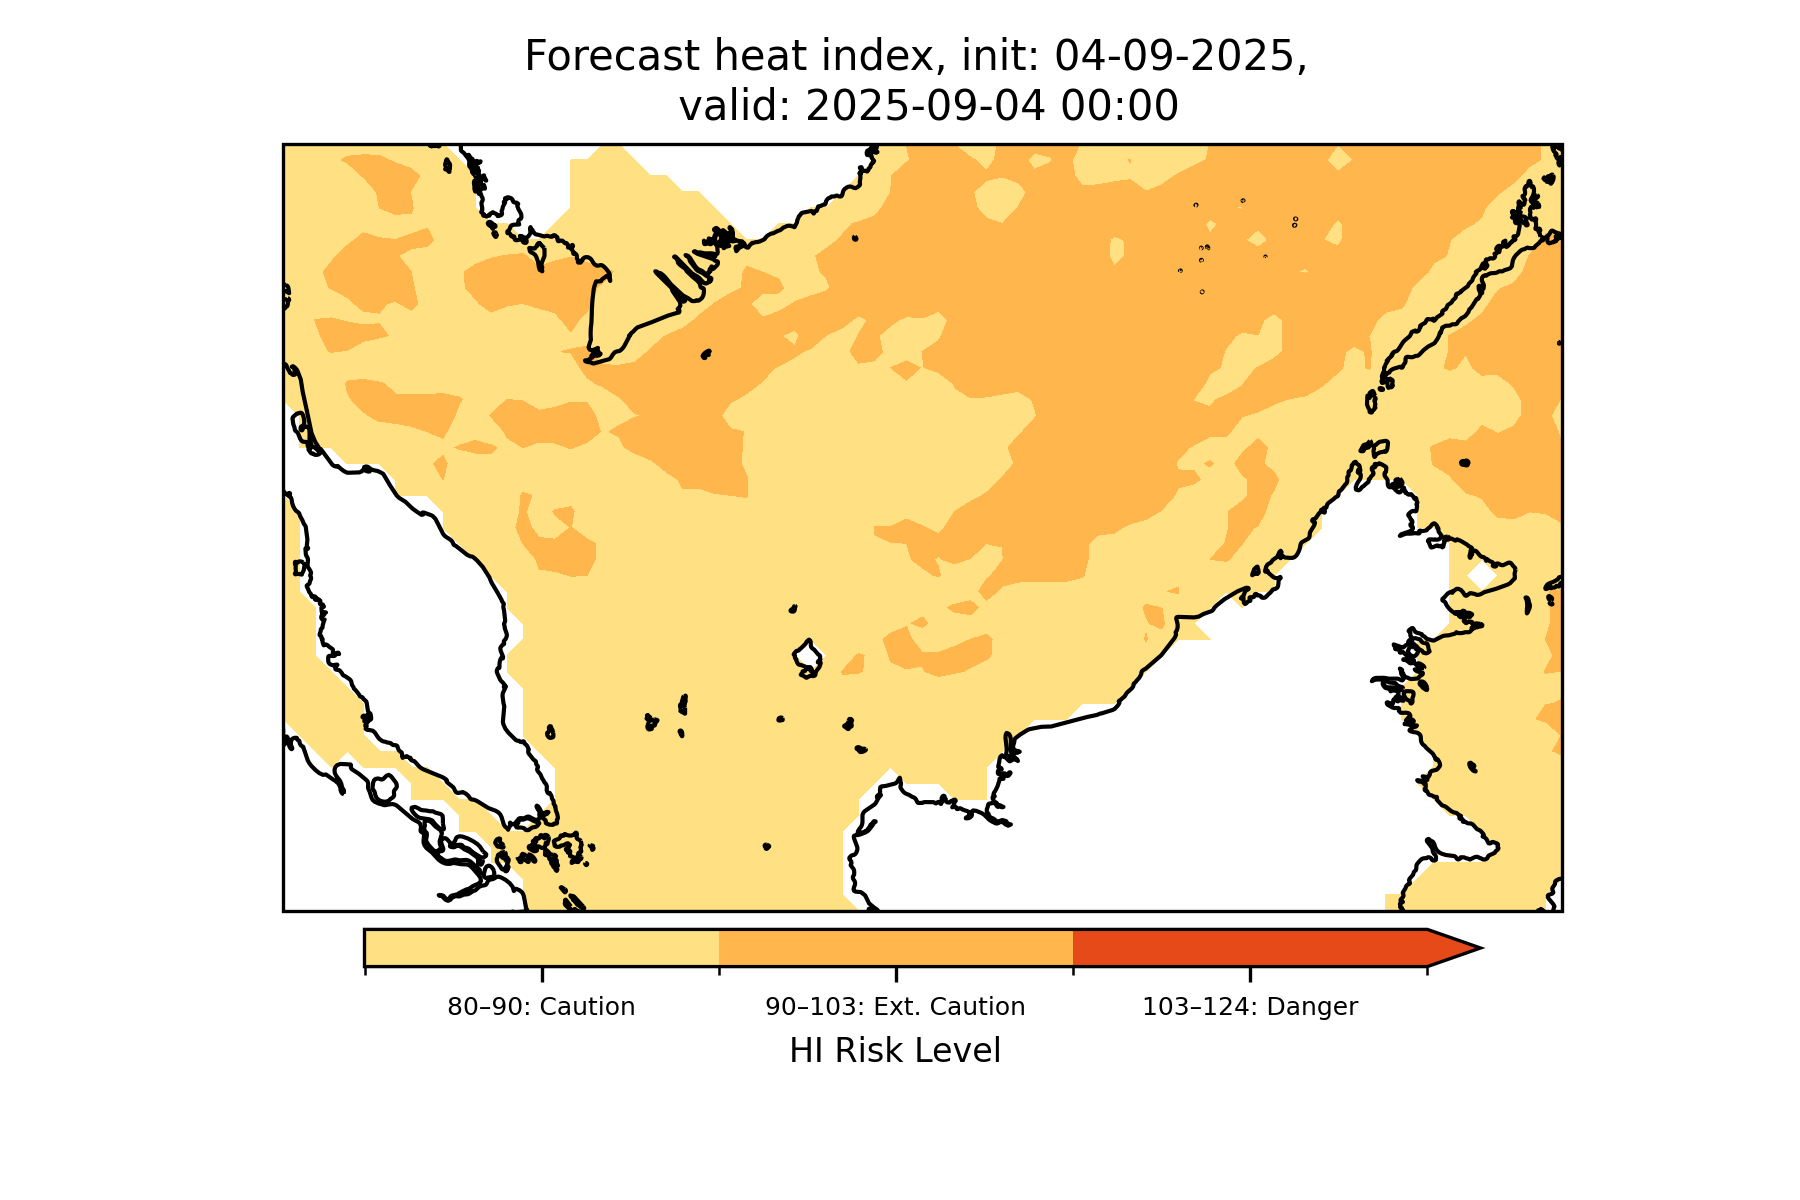 Forecast heat index, init: 04-09-2025,
valid: 2025-09-04 00:00
80–90: Caution
90–103: Ext. Caution
103–124: Danger
HI Risk Level